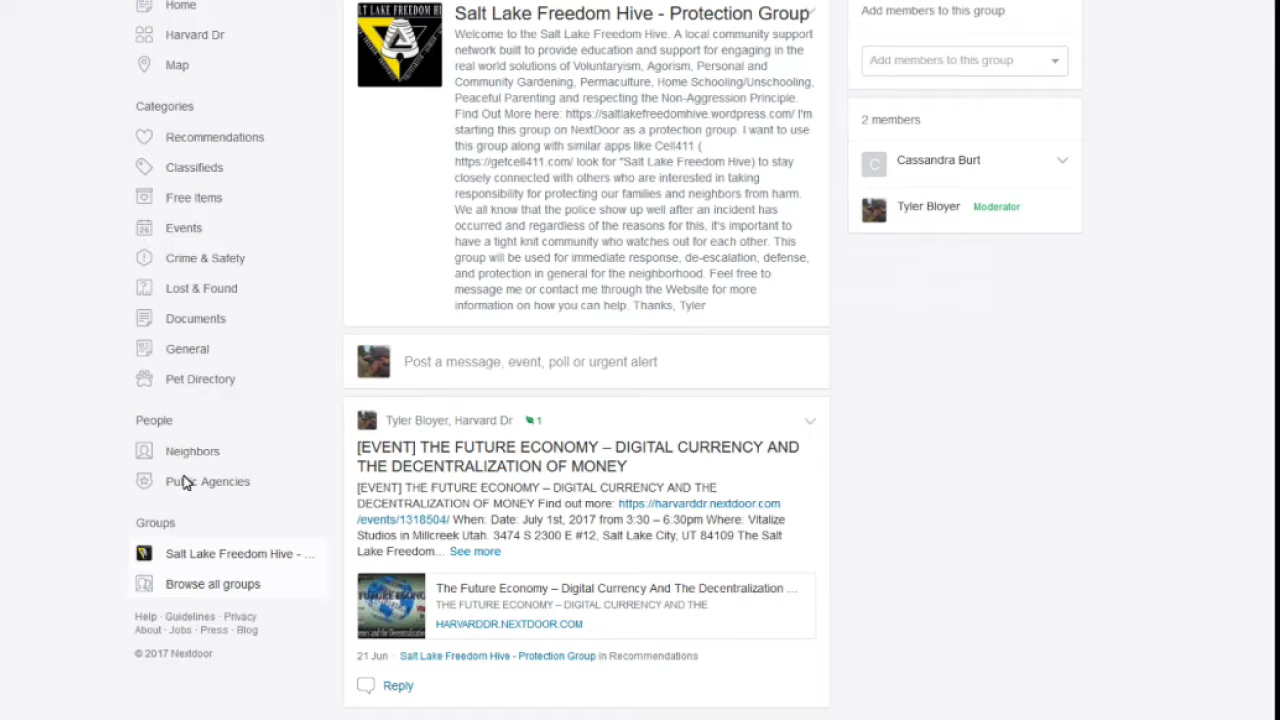 Home
Harvard Dr
Map
Categories
Recommendations
Classifieds
Free Items
Events
Crime & Safety
Lost & Found
Documents
General
Pet Directory
People
Neighbors
Public Agencies
Groups
Salt Lake Freedom Hive - ...
Browse all groups
Help · Guidelines · Privacy
About · Jobs · Press · Blog
© 2017 Nextdoor
Salt Lake Freedom Hive - Protection Group
Welcome to the Salt Lake Freedom Hive. A local community support
network built to provide education and support for engaging in the
real world solutions of Voluntaryism, Agorism, Personal and
Community Gardening, Permaculture, Home Schooling/Unschooling,
Peaceful Parenting and respecting the Non-Aggression Principle.
Find Out More here: https://saltlakefreedomhive.wordpress.com/ I'm
starting this group on NextDoor as a protection group. I want to use
this group along with similar apps like Cell411 (
https://getcell411.com/ look for "Salt Lake Freedom Hive) to stay
closely connected with others who are interested in taking
responsibility for protecting our families and neighbors from harm.
We all know that the police show up well after an incident has
occurred and regardless of the reasons for this, it's important to
have a tight knit community who watches out for each other. This
group will be used for immediate response, de-escalation, defense,
and protection in general for the neighborhood. Feel free to
message me or contact me through the Website for more
information on how you can help. Thanks, Tyler
Post a message, event, poll or urgent alert
Tyler Bloyer, Harvard Dr 1
[EVENT] THE FUTURE ECONOMY – DIGITAL CURRENCY AND
THE DECENTRALIZATION OF MONEY
[EVENT] THE FUTURE ECONOMY – DIGITAL CURRENCY AND THE
DECENTRALIZATION OF MONEY Find out more: https://harvarddr.nextdoor.com
/events/1318504/ When: Date: July 1st, 2017 from 3:30 – 6:30pm Where: Vitalize
Studios in Millcreek Utah. 3474 S 2300 E #12, Salt Lake City, UT 84109 The Salt
Lake Freedom... See more
The Future Economy – Digital Currency And The Decentralization ...
THE FUTURE ECONOMY – DIGITAL CURRENCY AND THE
HARVARDDR.NEXTDOOR.COM
21 Jun · Salt Lake Freedom Hive - Protection Group in Recommendations
Reply
Add members to this group
Add members to this group
2 members
C
Cassandra Burt
Tyler Bloyer Moderator